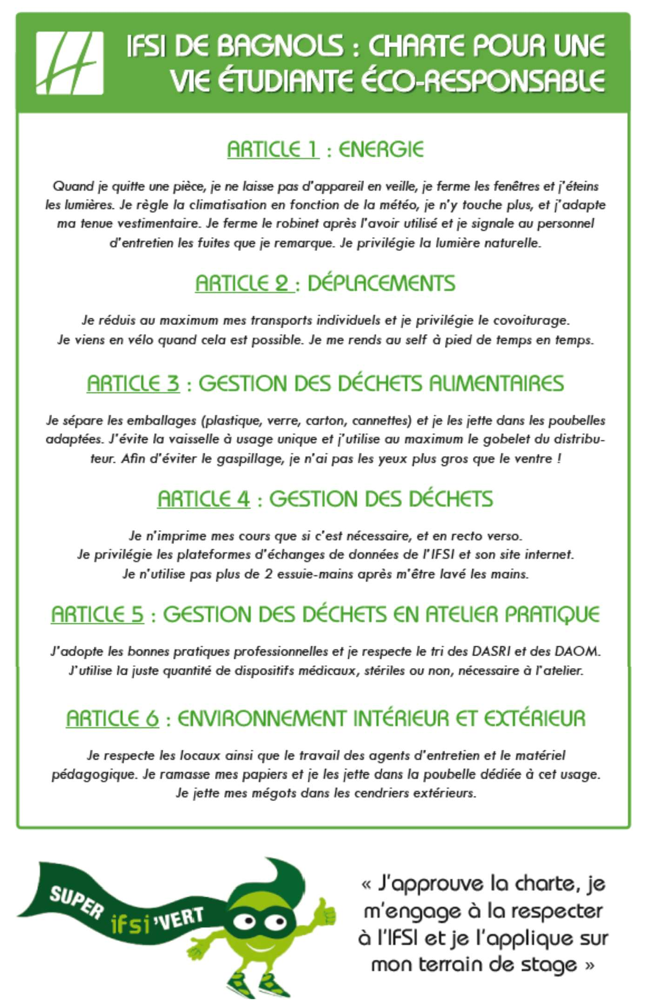 IFSI DE BAGNOLS : CHARTE POUR UNE
VIE ÉTUDIANTE ÉCO-RESPONSABLE
ARTICLE 1 : ENERGIE
Quand je quitte une pièce, je ne laisse pas d'appareil en veille, je ferme les fenêtres et j'éteins
les lumières. Je règle la climatisation en fonction de la météo, je n'y touche plus, et j'adapte
ma tenue vestimentaire. Je ferme le robinet après l'avoir utilisé et je signale au personnel
d'entretien les fuites que je remarque. Je privilégie la lumière naturelle.
ARTICLE 2 : DÉPLACEMENTS
Je réduis au maximum mes transports individuels et je privilégie le covoiturage.
Je viens en vélo quand cela est possible. Je me rends au self à pied de temps en temps.
ARTICLE 3 : GESTION DES DÉCHETS ALIMENTAIRES
Je sépare les emballages (plastique, verre, carton, cannettes) et je les jette dans les poubelles
adaptées. J'évite la vaisselle à usage unique et j'utilise au maximum le gobelet du distribu-
teur. Afin d'éviter le gaspillage, je n'ai pas les yeux plus gros que le ventre !
ARTICLE 4 : GESTION DES DÉCHETS
Je n'imprime mes cours que si c'est nécessaire, et en recto verso.
Je privilégie les plateformes d'échanges de données de l'IFSI et son site internet.
Je n'utilise pas plus de 2 essuie-mains après m'être lavé les mains.
ARTICLE 5 : GESTION DES DÉCHETS EN ATELIER PRATIQUE
J'adopte les bonnes pratiques professionnelles et je respecte le tri des DASRI et des DAOM.
J'utilise la juste quantité de dispositifs médicaux, stériles ou non, nécessaire à l'atelier.
ARTICLE 6 : ENVIRONNEMENT INTÉRIEUR ET EXTÉRIEUR
Je respecte les locaux ainsi que le travail des agents d'entretien et le matériel
pédagogique. Je ramasse mes papiers et je les jette dans la poubelle dédiée à cet usage.
Je jette mes mégots dans les cendriers extérieurs.
SUPER ifsi 'VERT
« J'approuve la charte, je
m'engage à la respecter
à l'IFSI et je l'applique sur
mon terrain de stage »